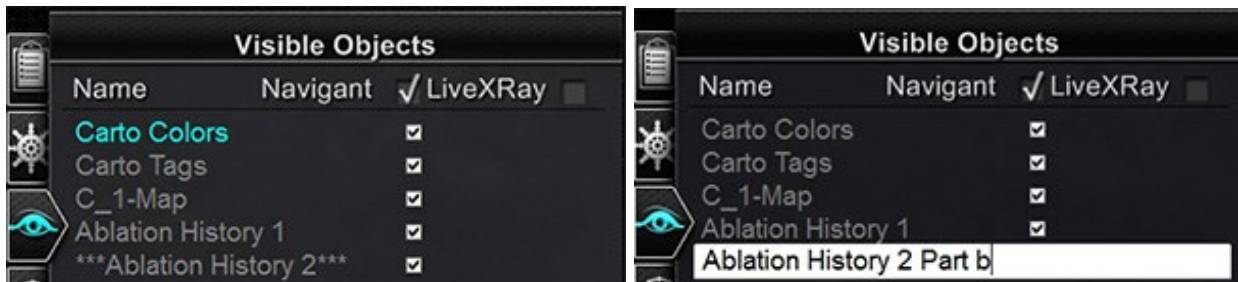 Visible Objects
Name Navigant LiveXRay
Carto Colors
Carto Tags
C_1-Map
Ablation History 1
***Ablation History 2***
Visible Objects
Name Navigant LiveXRay
Carto Colors
Carto Tags
C_1-Map
Ablation History 1
Ablation History 2 Part b